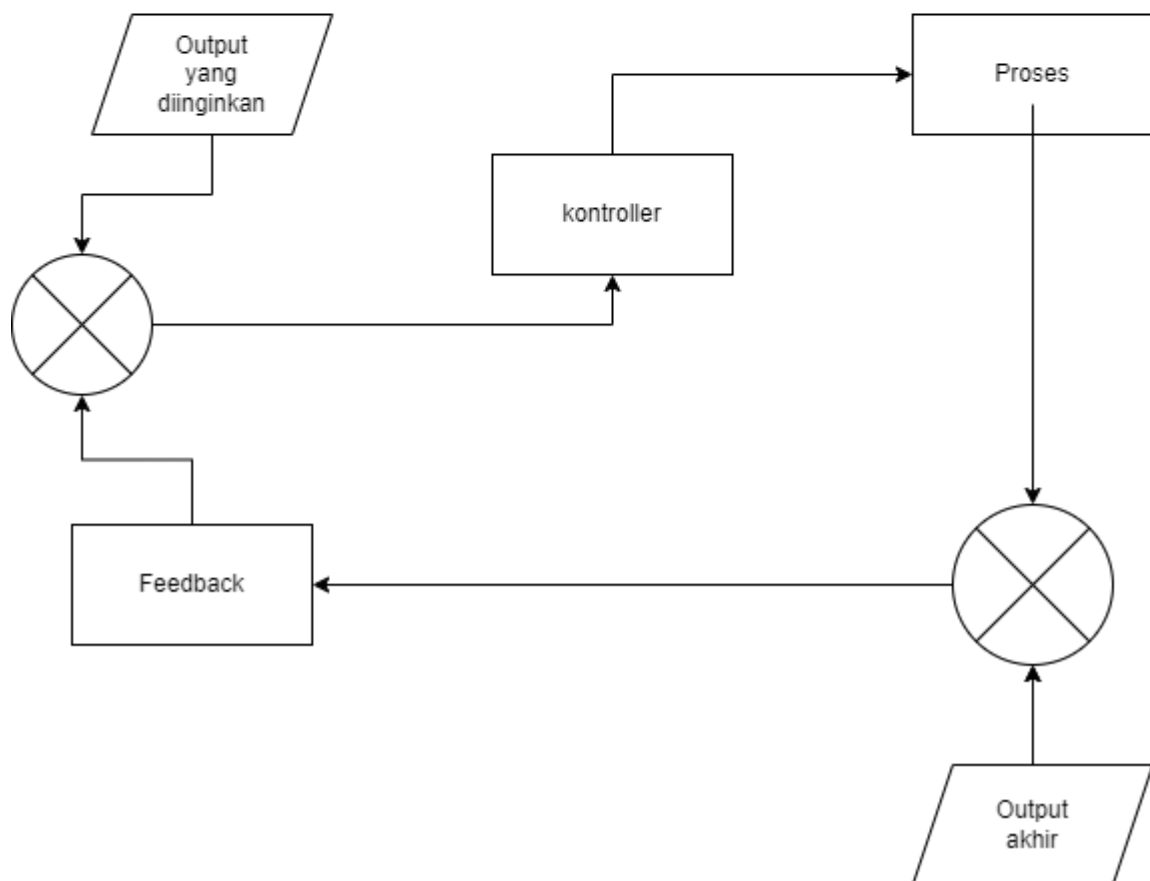 Output
yang
diinginkan
Proses
kontroller
Feedback
Output
akhir